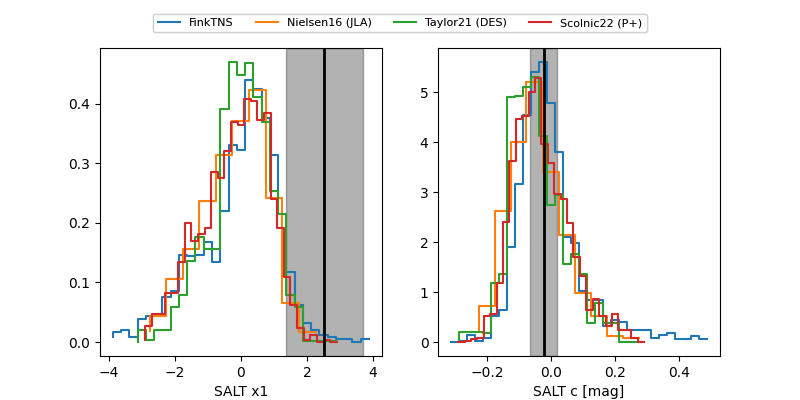 FinkTNS Nielsen16 (JLA) Taylor21 (DES) Scolnic22 (P+)
0.4
0.3
0.2
0.1
0.0
−4 −2 0 2 4
SALT x1
5
4
3
2
1
0
−0.2 0.0 0.2 0.4
SALT c [mag]